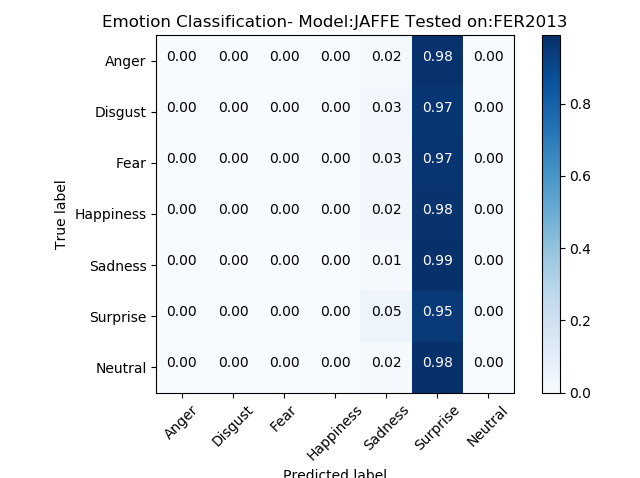 Emotion Classification- Model:JAFFE Tested on:FER2013
Anger 0.00 0.00 0.00 0.00 0.02 0.98 0.00
Disgust 0.00 0.00 0.00 0.00 0.03 0.97 0.00
Fear 0.00 0.00 0.00 0.00 0.03 0.97 0.00
Happiness 0.00 0.00 0.00 0.00 0.02 0.98 0.00
Sadness 0.00 0.00 0.00 0.00 0.01 0.99 0.00
Surprise 0.00 0.00 0.00 0.00 0.05 0.95 0.00
Neutral 0.00 0.00 0.00 0.00 0.02 0.98 0.00
True label
Anger Disgust Fear Happiness Sadness Surprise Neutral
Predicted label
0.8
0.6
0.4
0.2
0.0